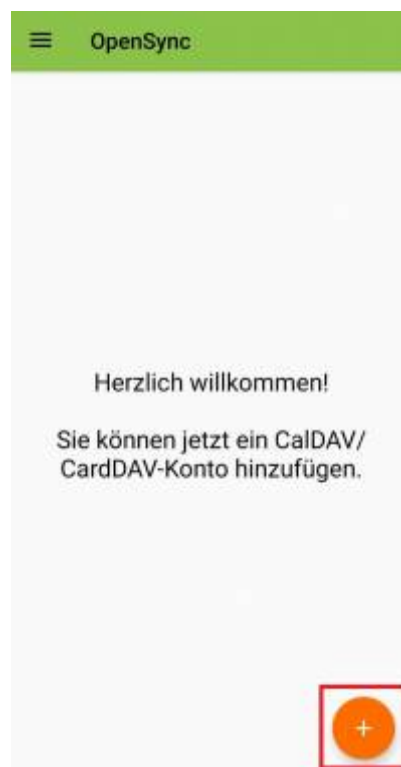 OpenSync
Herzlich willkommen!
Sie können jetzt ein CalDAV/
CardDAV-Konto hinzufügen.
+